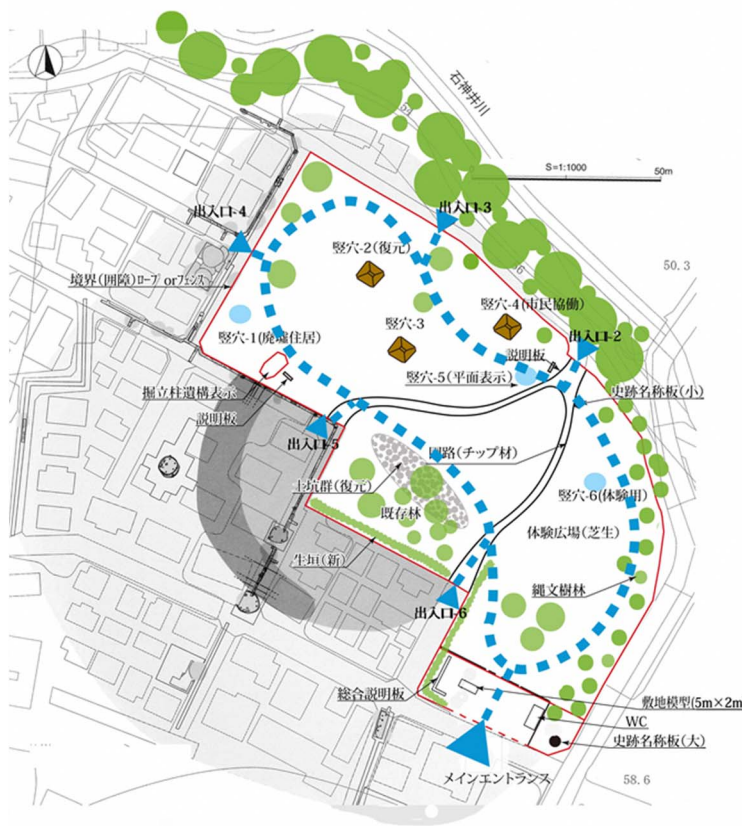 石神井川
54
S=1:1000
50m
出入口-3
出入口-4
竪穴-2(復元)
56
50.3
境界(囲障)ロープ orフェンス
竪穴-4(市民協働)
竪穴-3
竪穴-1(廃墟住居)
出入口-2
説明板
竪穴-5(平面表示)
掘立柱遺構表示
史跡名称板(小)
説明板
出入口-5
園路(チップ材)
土坑群(復元)
竪穴-6(体験用)
既存林
体験広場(芝生)
生垣(新)
縄文樹林
出入口-6
総合説明板
敷地模型(5m×2m
WC
史跡名称板(大)
メインエントランス
58.6